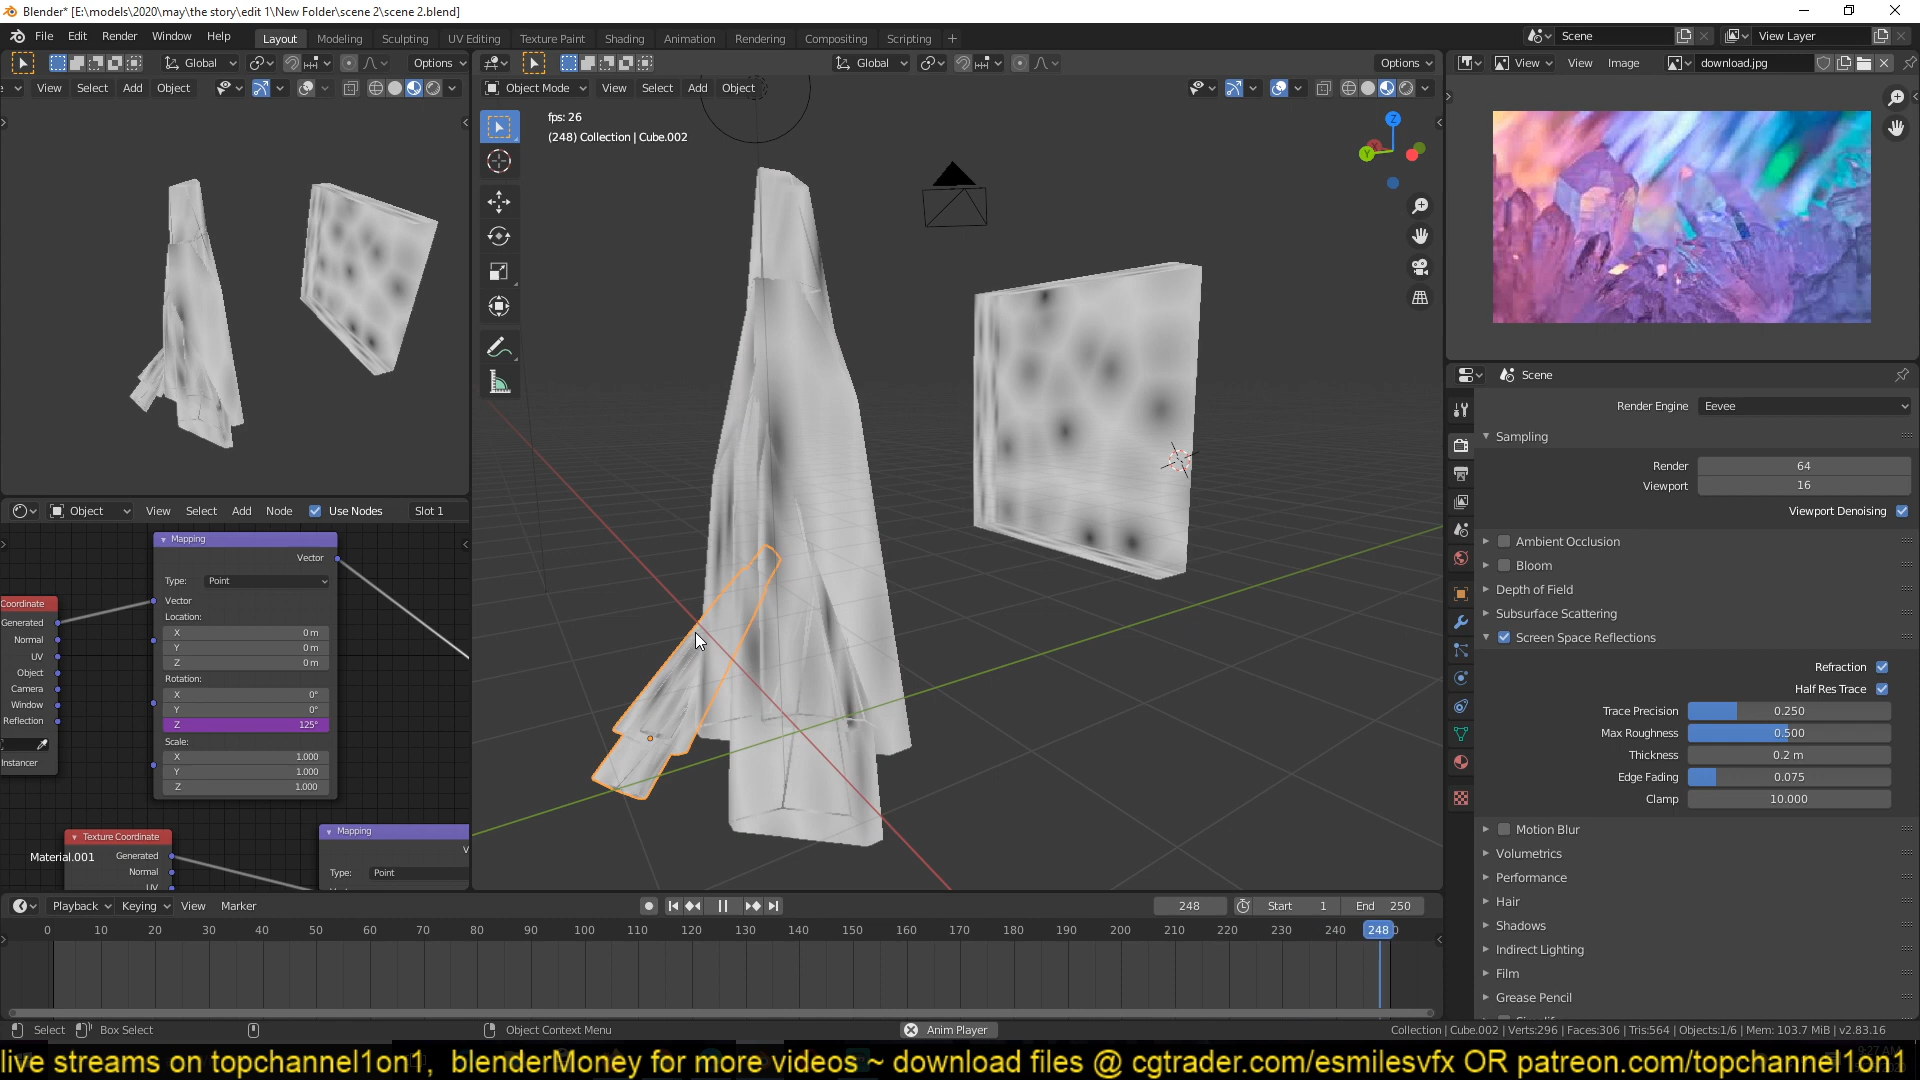 Blender* [E:\models\2020\may\the story\edit 1\New Folder\scene 2\scene 2.blend]
File Edit Render Window Help
Layout Modeling Sculpting UV Editing Texture Paint Shading Animation Rendering Compositing Scripting +
Scene
View Layer
Global
Options
Global
Options
View
View Image
download.jpg
View Select Add Object
Object Mode
View Select Add Object
fps: 26
(248) Collection | Cube.002
Z
Y
X
Scene
Render Engine Eevee
Sampling
Render 64
Viewport 16
Viewport Denoising
Ambient Occlusion
Bloom
Depth of Field
Subsurface Scattering
Screen Space Reflections
Refraction
Half Res Trace
Trace Precision 0.250
Max Roughness 0.500
Thickness 0.2 m
Edge Fading 0.075
Clamp 10.000
Motion Blur
Volumetrics
Performance
Hair
Shadows
Indirect Lighting
Film
Grease Pencil
Object View Select Add Node Use Nodes Slot 1
Mapping
Vector
Type: Point
Vector
Location:
X 0 m
Y 0 m
Z 0 m
Rotation:
X 0°
Y 0°
Z 125°
Scale:
X 1.000
Y 1.000
Z 1.000
Coordinate
Generated
Normal
UV
Object
Camera
Window
Reflection
Instancer
Texture Coordinate
Generated
Normal
UV
Material.001
Mapping
V
Type: Point
Playback Keying View Marker
248
Start 1
End 250
0 10 20 30 40 50 60 70 80 90 100 110 120 130 140 150 160 170 180 190 200 210 220 230 240 248
Select Box Select Object Context Menu Anim Player
Collection | Cube.002 | Verts:296 | Faces:306 | Tris:564 | Objects:1/6 | Mem: 103.7 MiB | v2.83.16
live streams on topchannel1on1, blenderMoney for more videos ~ download files @ cgtrader.com/esmilesvfx OR patreon.com/topchannel1on1